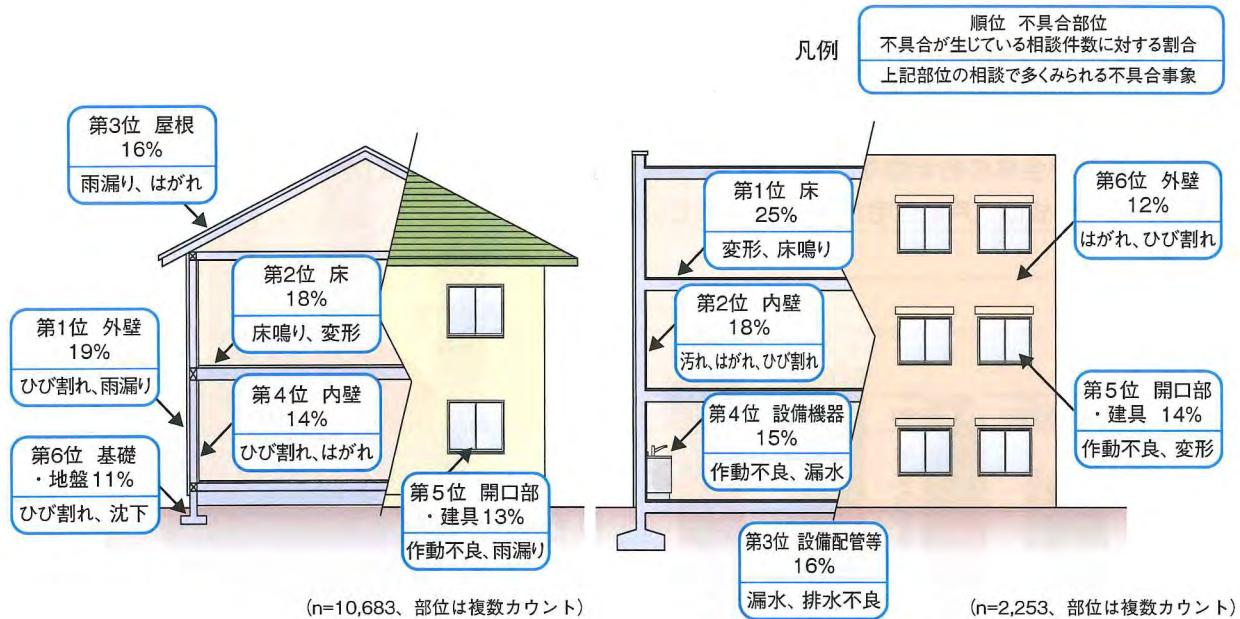 凡例
順位 不具合部位
不具合が生じている相談件数に対する割合
上記部位の相談で多くみられる不具合事象
第3位 屋根
16%
雨漏り、はがれ
第2位 床
18%
床鳴り、変形
第1位 外壁
19%
ひび割れ、雨漏り
第4位 内壁
14%
ひび割れ、はがれ
第6位 基礎
・地盤11%
ひび割れ、沈下
第5位 開口部
・建具13%
作動不良、雨漏り
(n=10,683、部位は複数カウント)
第1位 床
25%
変形、床鳴り
第6位 外壁
12%
はがれ、ひび割れ
第2位 内壁
18%
汚れ、はがれ、ひび割れ
第4位 設備機器
15%
作動不良、漏水
第5位 開口部
・建具 14%
作動不良、変形
第3位 設備配管等
16%
漏水、排水不良
(n=2,253、部位は複数カウント)